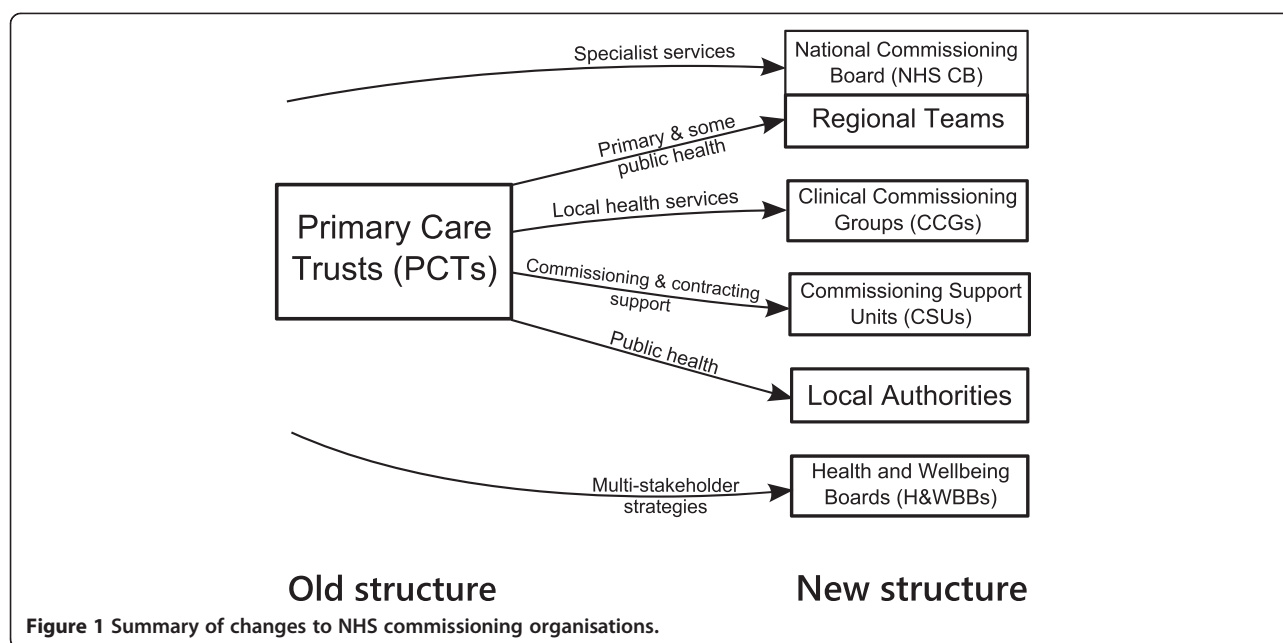 Specialist services
National Commissioning
Board (NHS CB)
Regional Teams
Primary & some
public health
Local health services
Clinical Commissioning
Groups (CCGs)
Primary Care
Trusts (PCTs)
Commissioning & contracting
support
Commissioning Support
Units (CSUs)
Public health
Local Authorities
Multi-stakeholder
strategies
Health and Wellbeing
Boards (H&WBBs)
Old structure
New structure
Figure 1 Summary of changes to NHS commissioning organisations.